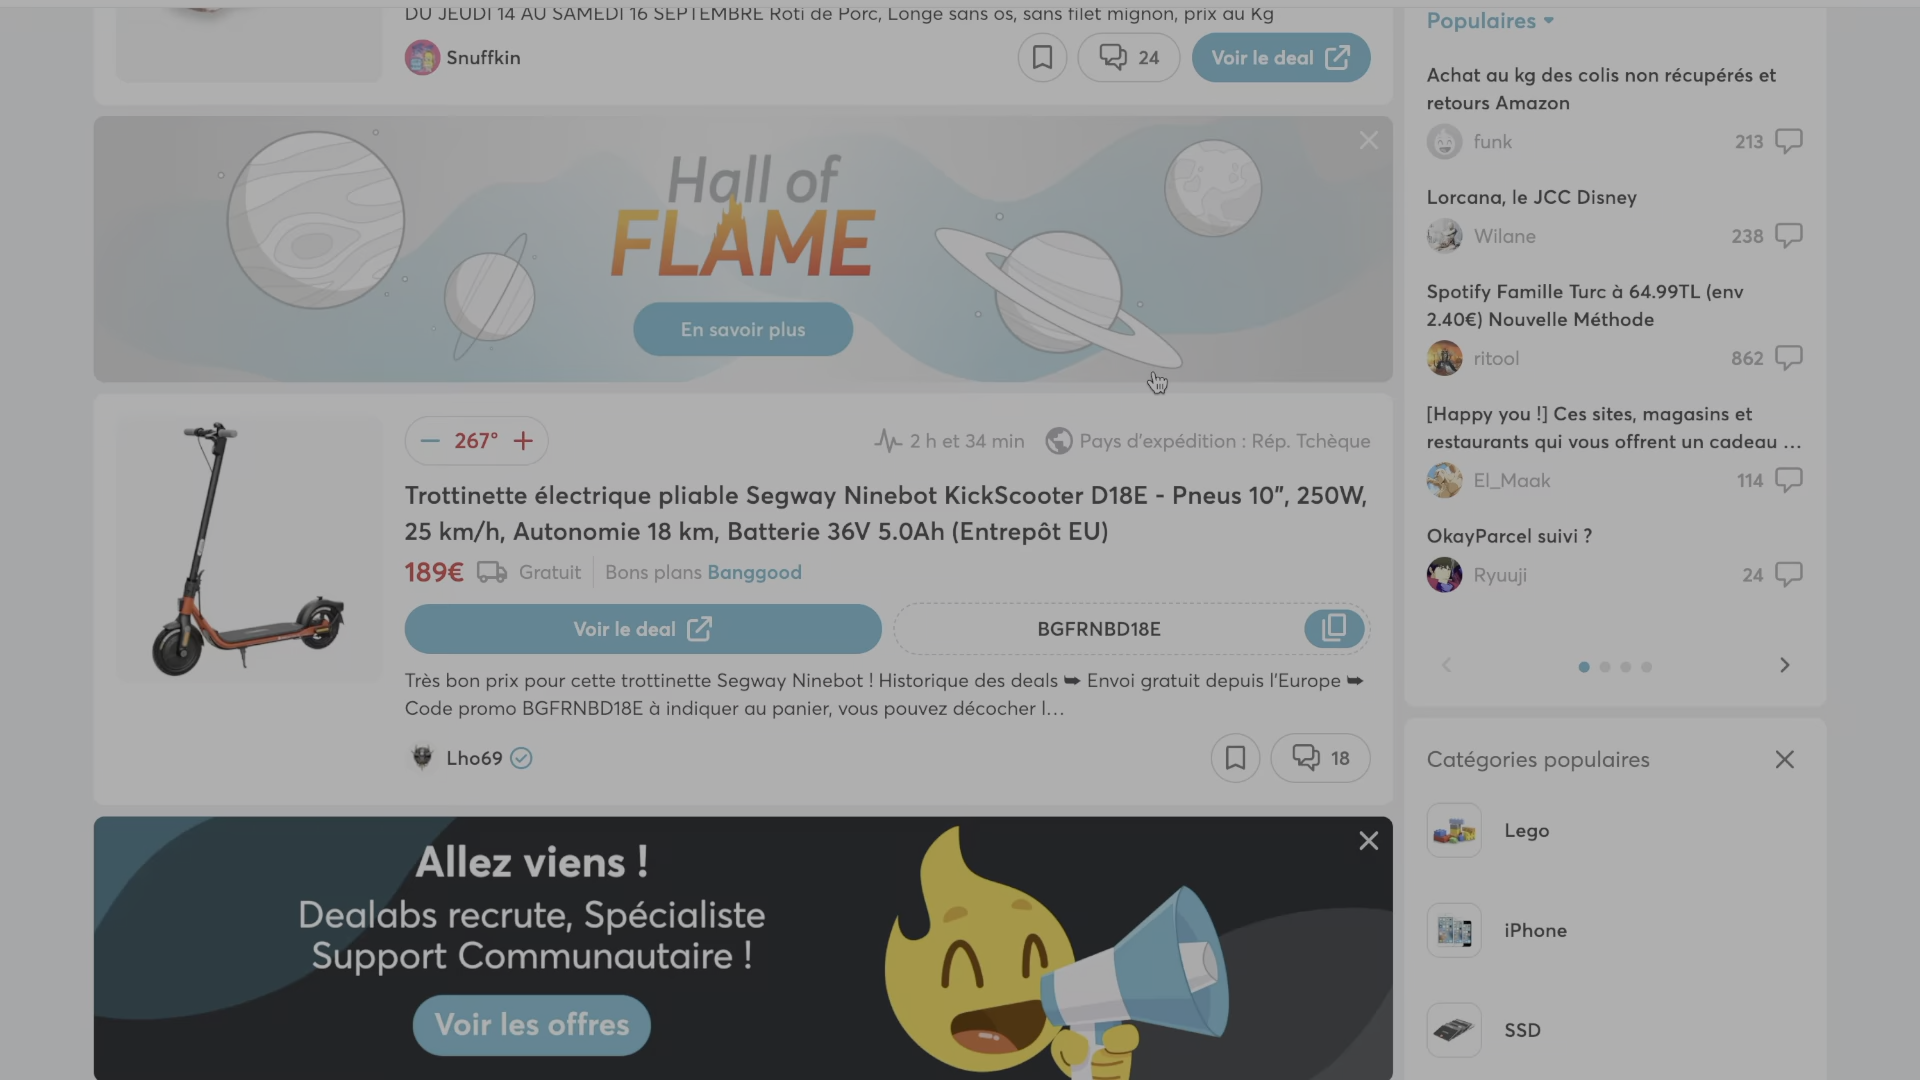 DU JEUDI 14 AU SAMEDI 16 SEPTEMBRE Roti de Porc, Longe sans os, sans filet mignon, prix au Kg
Snuffkin
24
Voir le deal
Hall of
FLAME
En savoir plus
267°
2 h et 34 min
Pays d'expédition : Rép. Tchèque
Trottinette électrique pliable Segway Ninebot KickScooter D18E - Pneus 10”, 250W,
25 km/h, Autonomie 18 km, Batterie 36V 5.0Ah (Entrepôt EU)
189€ Gratuit Bons plans Banggood
Voir le deal
BGFRNBD18E
Très bon prix pour cette trottinette Segway Ninebot ! Historique des deals ➥ Envoi gratuit depuis l'Europe ➥
Code promo BGFRNBD18E à indiquer au panier, vous pouvez décocher l…
Lho69
18
Allez viens !
Dealabs recrute, Spécialiste
Support Communautaire !
Voir les offres
Populaires
Achat au kg des colis non récupérés et
retours Amazon
funk
213
Lorcana, le JCC Disney
Wilane
238
Spotify Famille Turc à 64.99TL (env
2.40€) Nouvelle Méthode
ritool
862
[Happy you !] Ces sites, magasins et
restaurants qui vous offrent un cadeau …
El_Maak
114
OkayParcel suivi ?
Ryuuji
24
Catégories populaires
Lego
iPhone
SSD